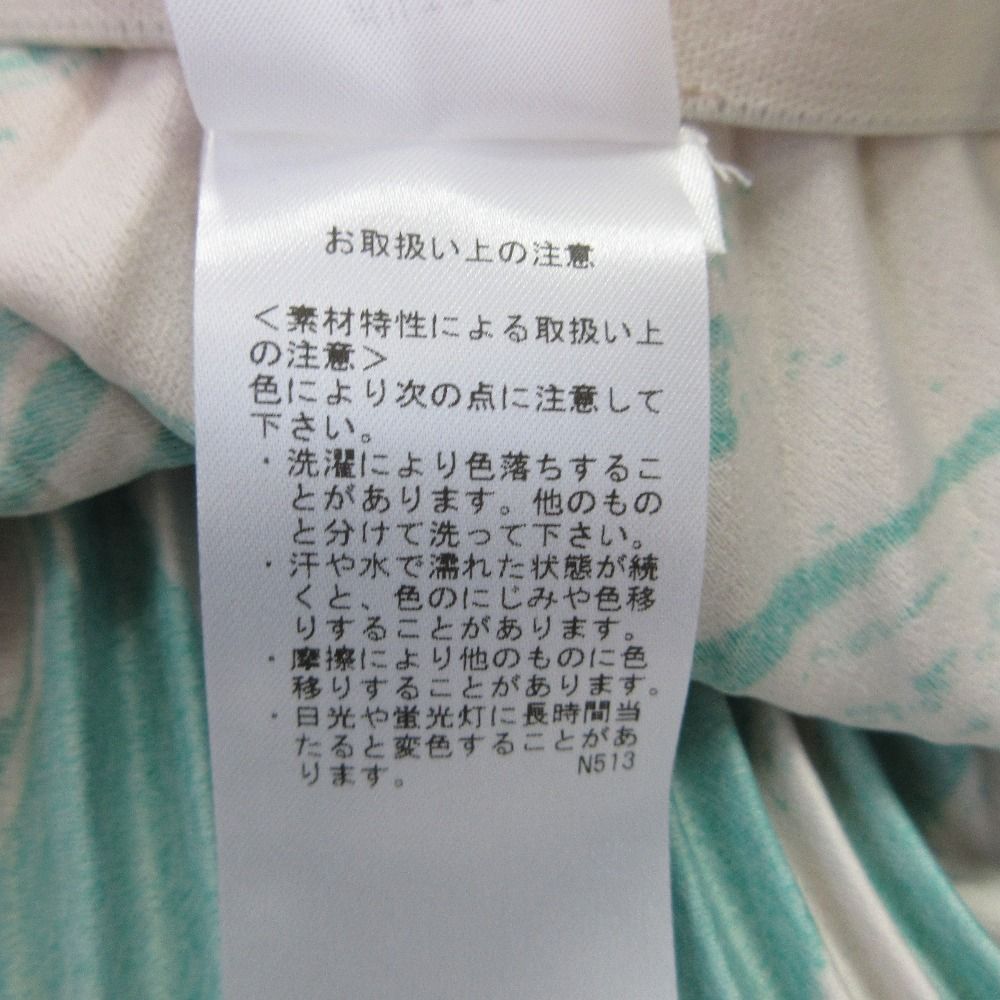 お取扱い上の注意
＜素材特性による取扱い上
の注意＞
色により次の点に注意して
下さい。
・洗濯により色落ちするこ
とがあります。他のもの
と分けて洗って下さい。
・汗や水で濡れた状態が続
くと、色のにじみや色移
りすることがあります。
・摩擦により他のものに色
移りすることがあります。
・日光や蛍光灯に長時間当
たると変色することがあ
ります。 N513